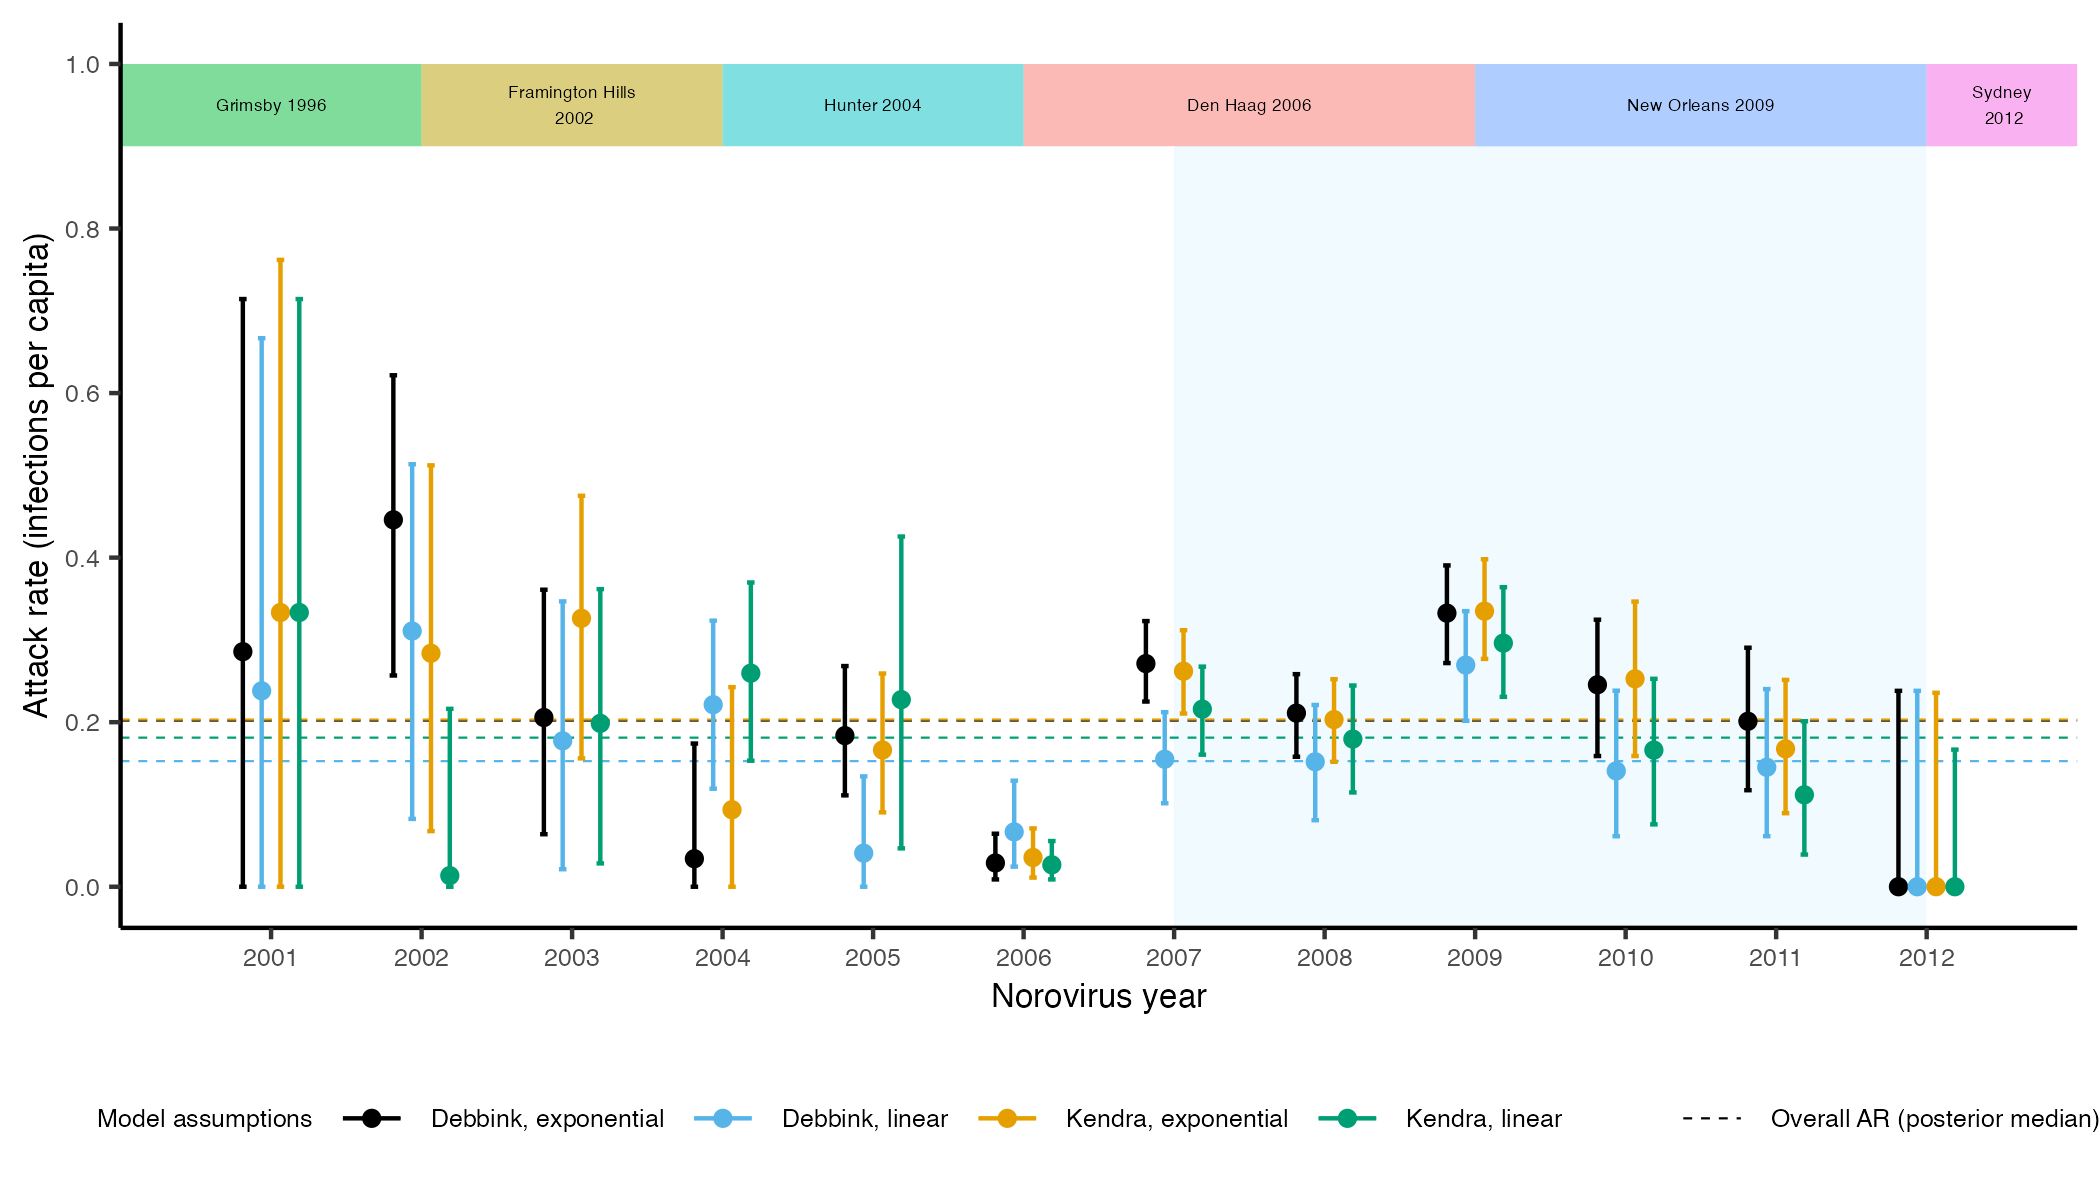 1.0
0.8
0.6
0.4
0.2
0.0
Attack rate (infections per capita)
Grimsby 1996
Framington Hills
2002
Hunter 2004
Den Haag 2006
New Orleans 2009
Sydney
2012
2001 2002 2003 2004 2005 2006 2007 2008 2009 2010 2011 2012
Norovirus year
Model assumptions Debbink, exponential Debbink, linear Kendra, exponential Kendra, linear Overall AR (posterior median)